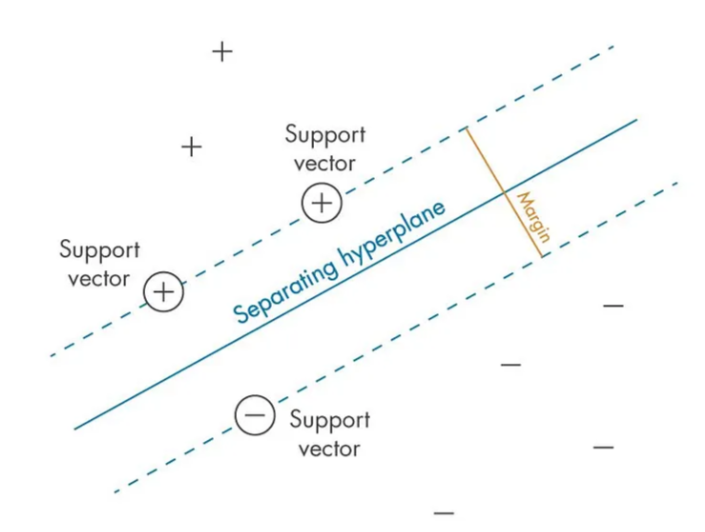 +
+
Support
vector
+
Support
vector
+
Separating hyperplane
Margin
−
−
−
Support
vector
−
−